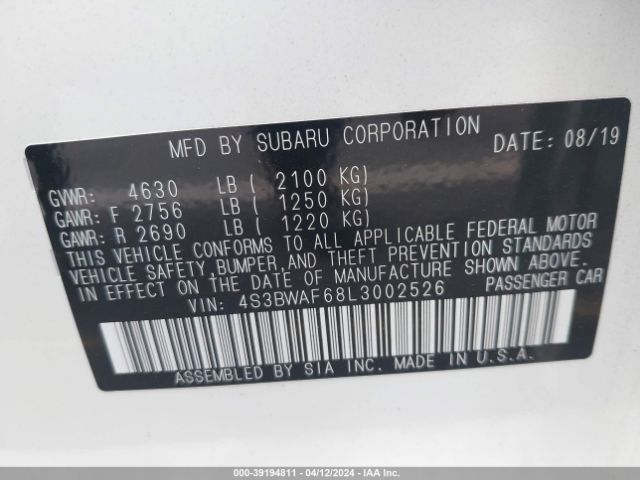 MFD BY SUBARU CORPORATION DATE: 08/19
GVWR: 4630 LB ( 2100 KG)
GAWR: F 2756 LB ( 1250 KG)
GAWR: R 2690 LB ( 1220 KG)
THIS VEHICLE CONFORMS TO ALL APPLICABLE FEDERAL MOTOR
VEHICLE SAFETY, BUMPER, AND THEFT PREVENTION STANDARDS
IN EFFECT ON THE DATE OF MANUFACTURE SHOWN ABOVE.
VIN: 4S3BWAF68L3002526 PASSENGER CAR
ASSEMBLED BY SIA INC. MADE IN U.S.A.
000-39194811 - 04/12/2024 - IAA Inc.